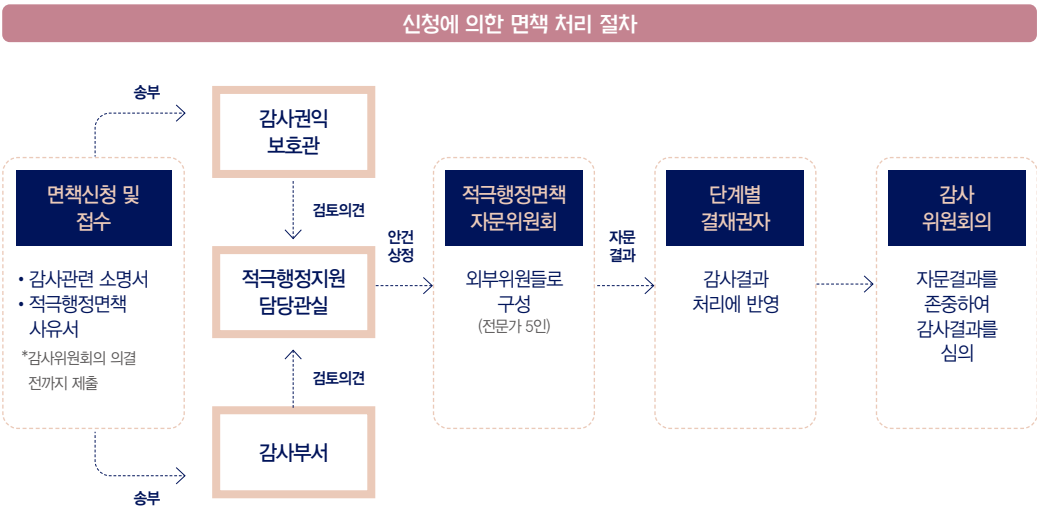 신청에 의한 면책 처리 절차
송부
감사권익
보호관
면책신청 및
접수
• 감사관련 소명서
• 적극행정면책
사유서
*감사위원회의 의결
전까지 제출
송부
검토의견
적극행정지원
담당관실
검토의견
감사부서
안건
상정
적극행정면책
자문위원회
외부위원들로
구성
(전문가 5인)
자문
결과
단계별
결재권자
감사결과
처리에 반영
감사
위원회의
자문결과를
존중하여
감사결과를
심의